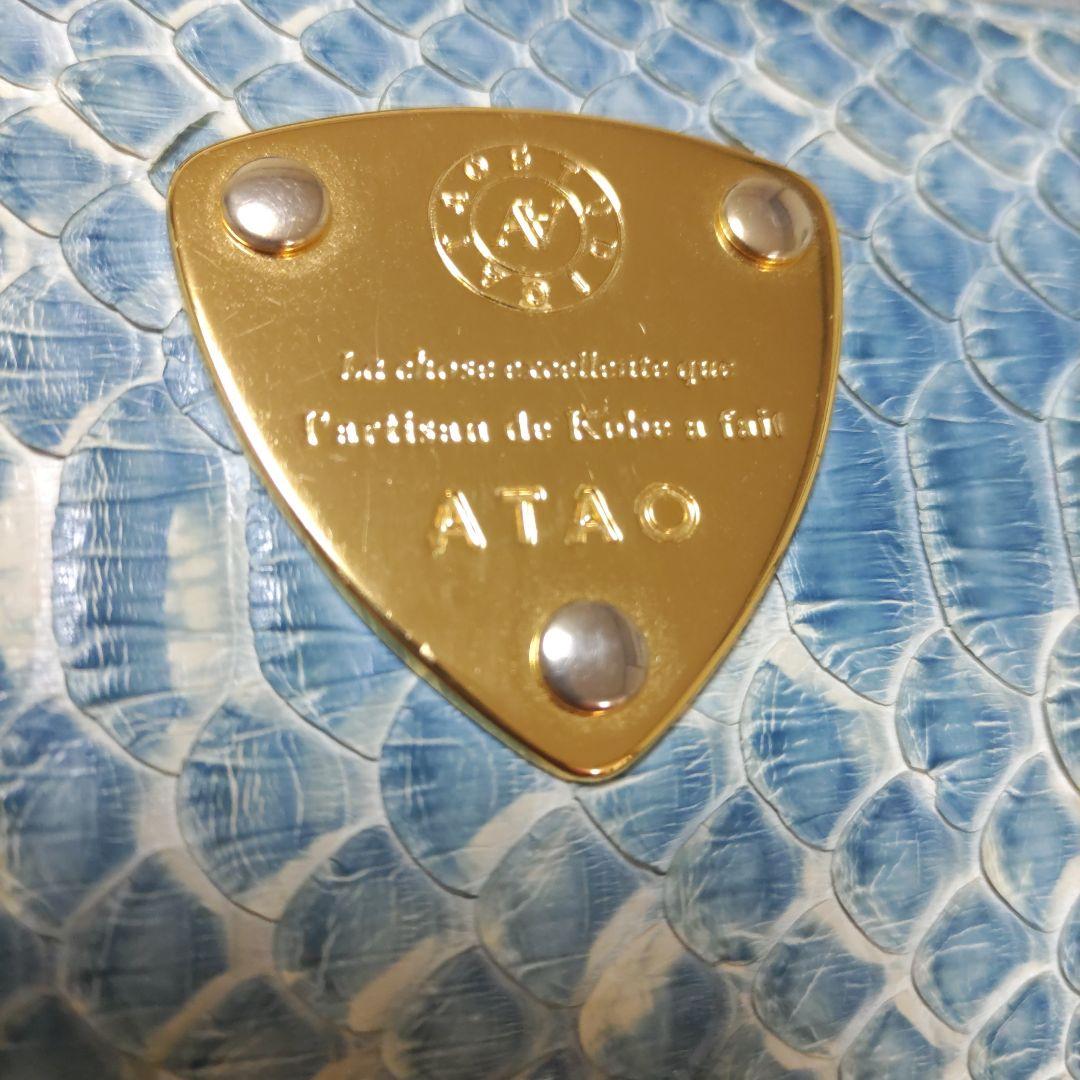 La chose excellente que
l'artisan de Kobe a fait
ATAO